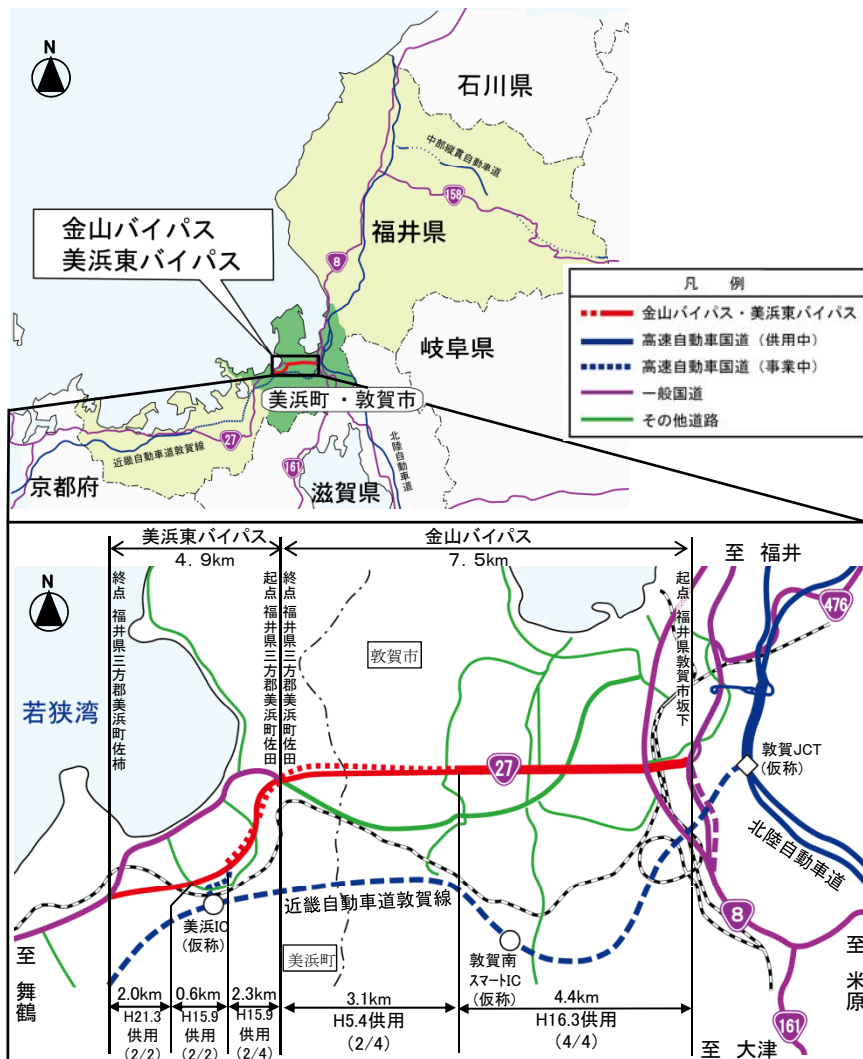 N
石川県
中部縦貫自動車道
158
金山バイパス
美浜東バイパス
福井県
8
凡 例
金山バイパス・美浜東バイパス
高速自動車国道（供用中）
高速自動車国道（事業中）
一般国道
その他道路
岐阜県
美浜町・敦賀市
27
近畿自動車道敦賀線
161
北陸自動車道
京都府
滋賀県
美浜東バイパス
4．9km
金山バイパス
7．5km
至 福井
N
終点 福井県三方郡美浜町佐柿
起点 福井県三方郡美浜町佐田
終点 福井県三方郡美浜町佐田
起点 福井県敦賀市坂下
476
敦賀市
若狭湾
27
敦賀JCT
(仮称)
北陸自動車道
近畿自動車道敦賀線
美浜IC
(仮称)
8
敦賀南
スマートIC
(仮称)
美浜町
至 舞鶴
至 米原
2.0km
H21.3
供用
(2/2)
0.6km
H15.9
供用
(2/2)
2.3km
H15.9
供用
(2/4)
3.1km
H5.4供用
(2/4)
4.4km
H16.3供用
(4/4)
161
至 大津